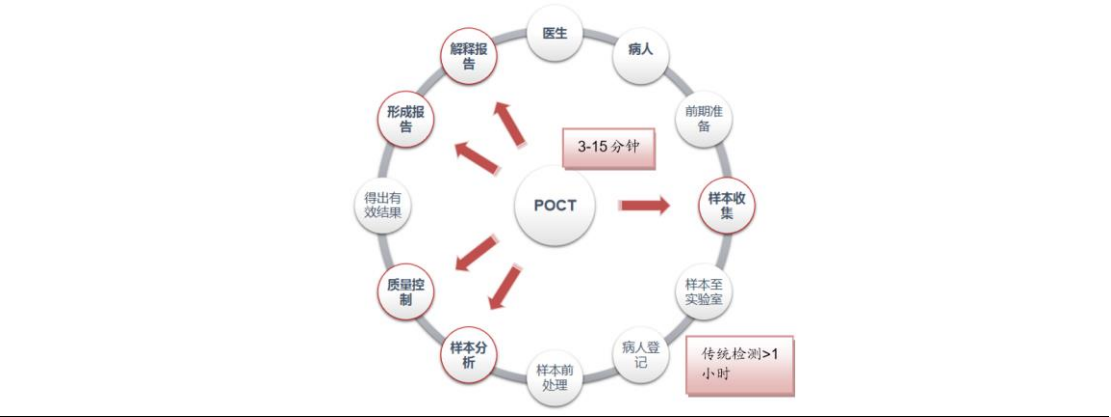 医生
病人
前期准
备
样本收
集
样本至
实验室
病人登
记
样本前
处理
样本分
析
质量控
制
得出有
效结果
形成报
告
解释报
告
3-15 分钟
POCT
传统检测>1
小时